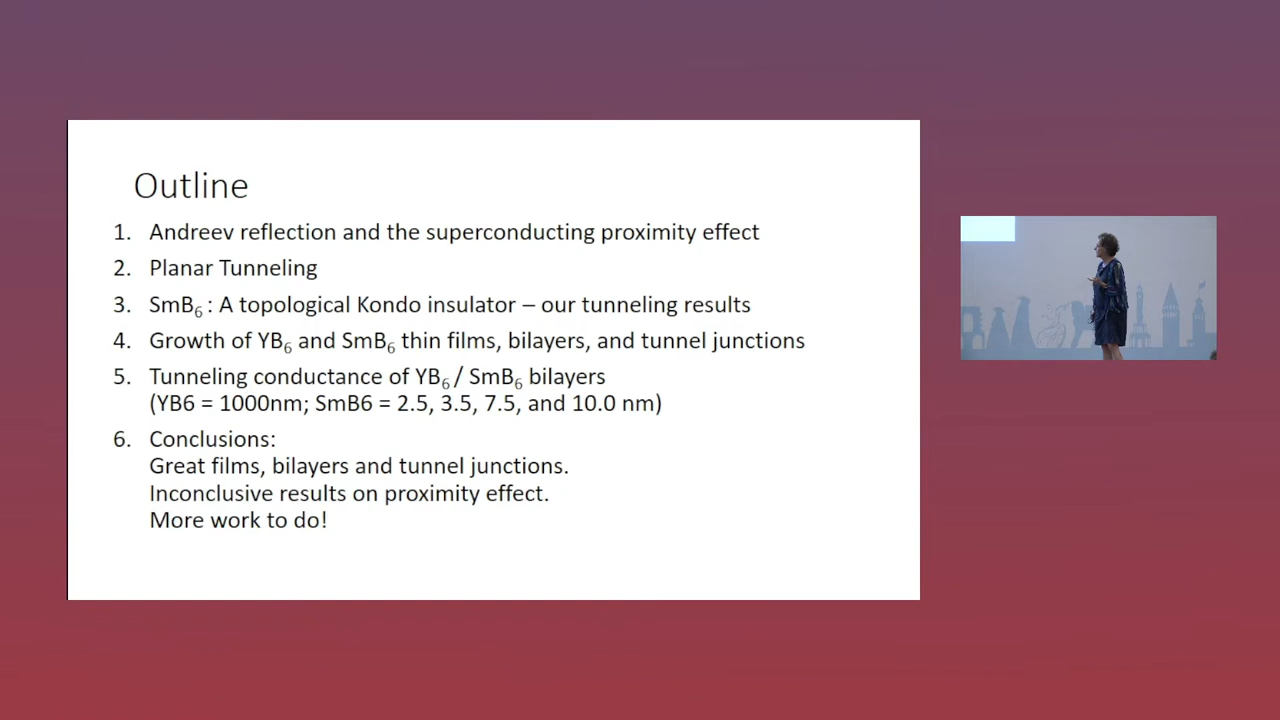 Outline
1. Andreev reflection and the superconducting proximity effect
2. Planar Tunneling
3. SmB₆ : A topological Kondo insulator – our tunneling results
4. Growth of YB₆ and SmB₆ thin films, bilayers, and tunnel junctions
5. Tunneling conductance of YB₆ / SmB₆ bilayers
(YB6 = 1000nm; SmB6 = 2.5, 3.5, 7.5, and 10.0 nm)
6. Conclusions:
Great films, bilayers and tunnel junctions.
Inconclusive results on proximity effect.
More work to do!